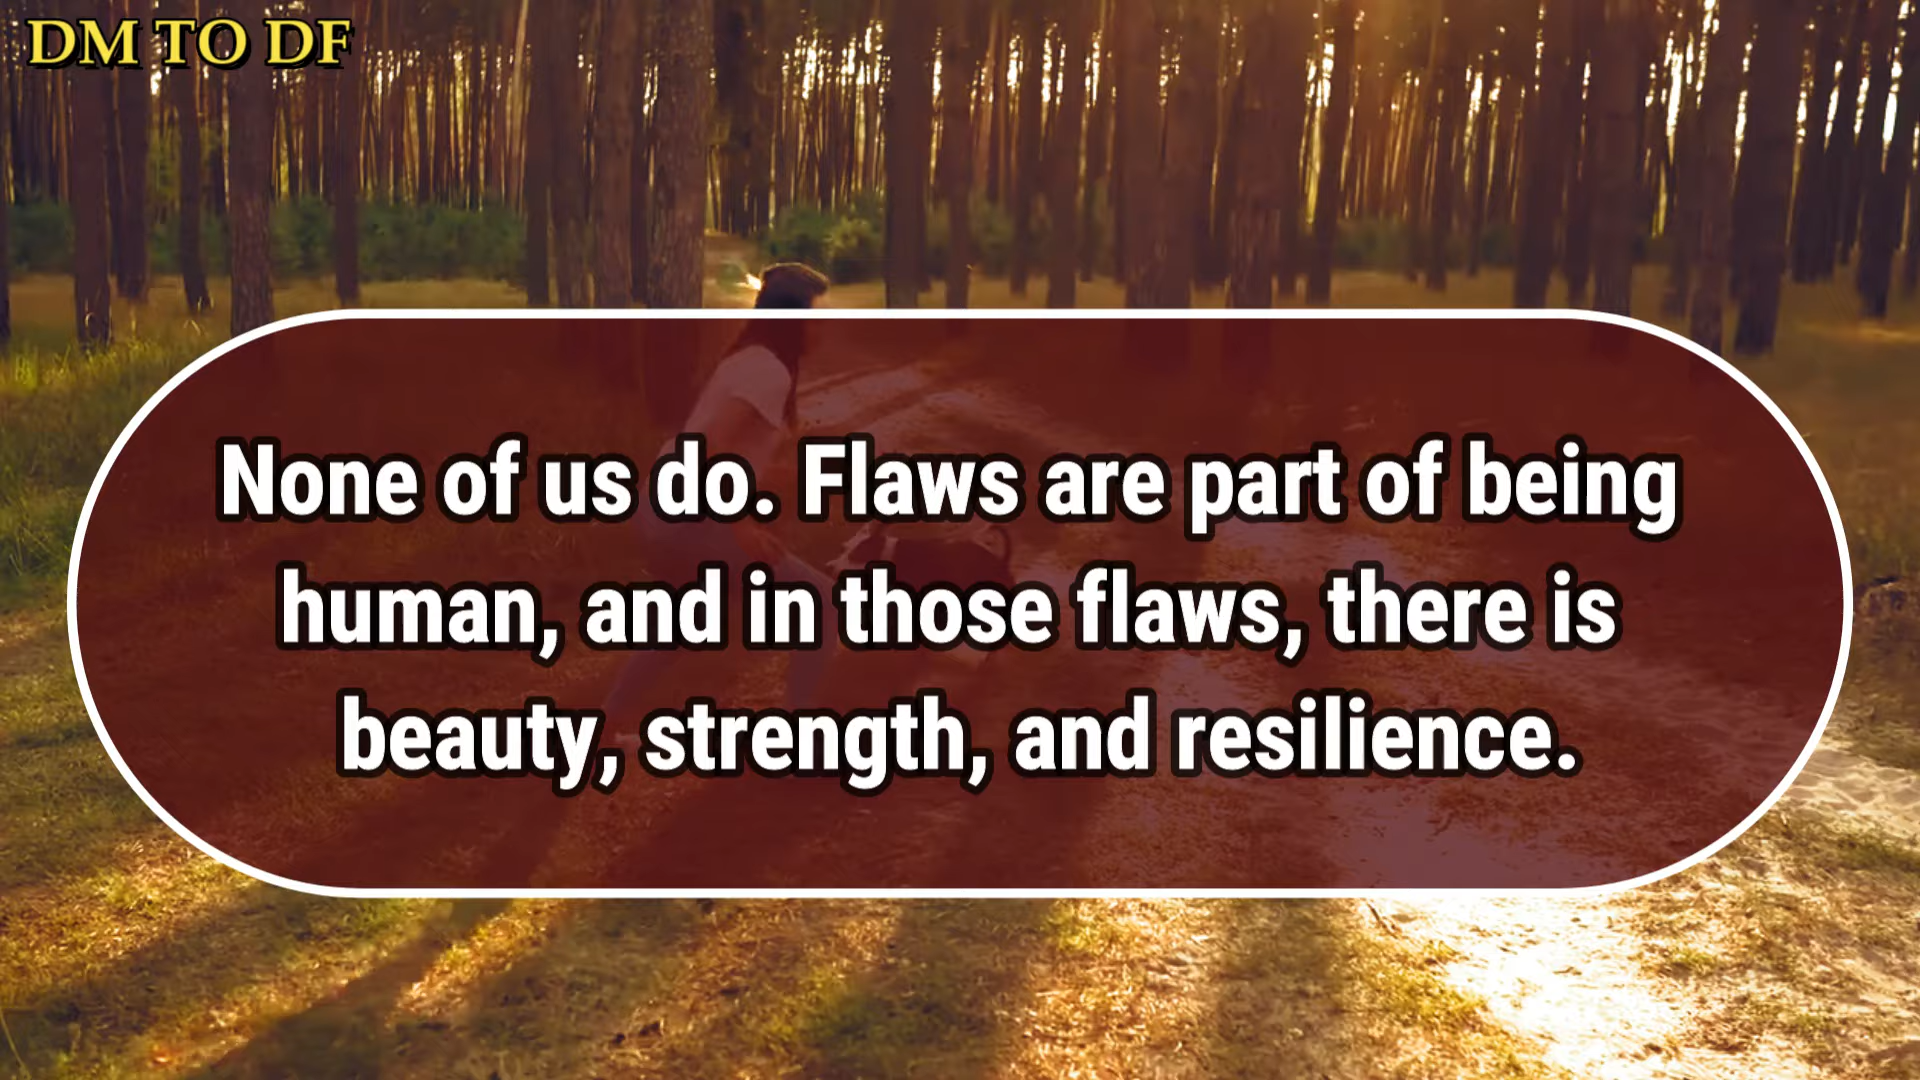 DM TO DF
None of us do. Flaws are part of being
human, and in those flaws, there is
beauty, strength, and resilience.